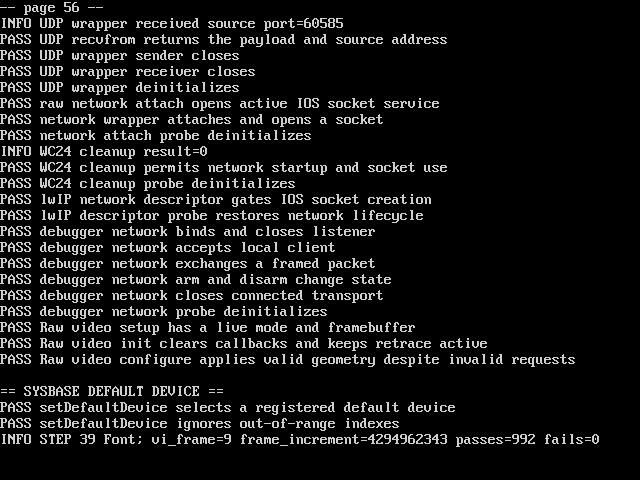 -- page 56 --
INFO UDP wrapper received source port=60585
PASS UDP recvfrom returns the payload and source address
PASS UDP wrapper sender closes
PASS UDP wrapper receiver closes
PASS UDP wrapper deinitializes
PASS raw network attach opens active IOS socket service
PASS network wrapper attaches and opens a socket
PASS network attach probe deinitializes
INFO WC24 cleanup result=0
PASS WC24 cleanup permits network startup and socket use
PASS WC24 cleanup probe deinitializes
PASS lwIP network descriptor gates IOS socket creation
PASS lwIP descriptor probe restores network lifecycle
PASS debugger network binds and closes listener
PASS debugger network accepts local client
PASS debugger network exchanges a framed packet
PASS debugger network arm and disarm change state
PASS debugger network closes connected transport
PASS debugger network probe deinitializes
PASS Raw video setup has a live mode and framebuffer
PASS Raw video init clears callbacks and keeps retrace active
PASS Raw video configure applies valid geometry despite invalid requests
== SYSBASE DEFAULT DEVICE ==
PASS setDefaultDevice selects a registered default device
PASS setDefaultDevice ignores out-of-range indexes
INFO STEP 39 Font; vi_frame=9 frame_increment=4294962343 passes=992 fails=0